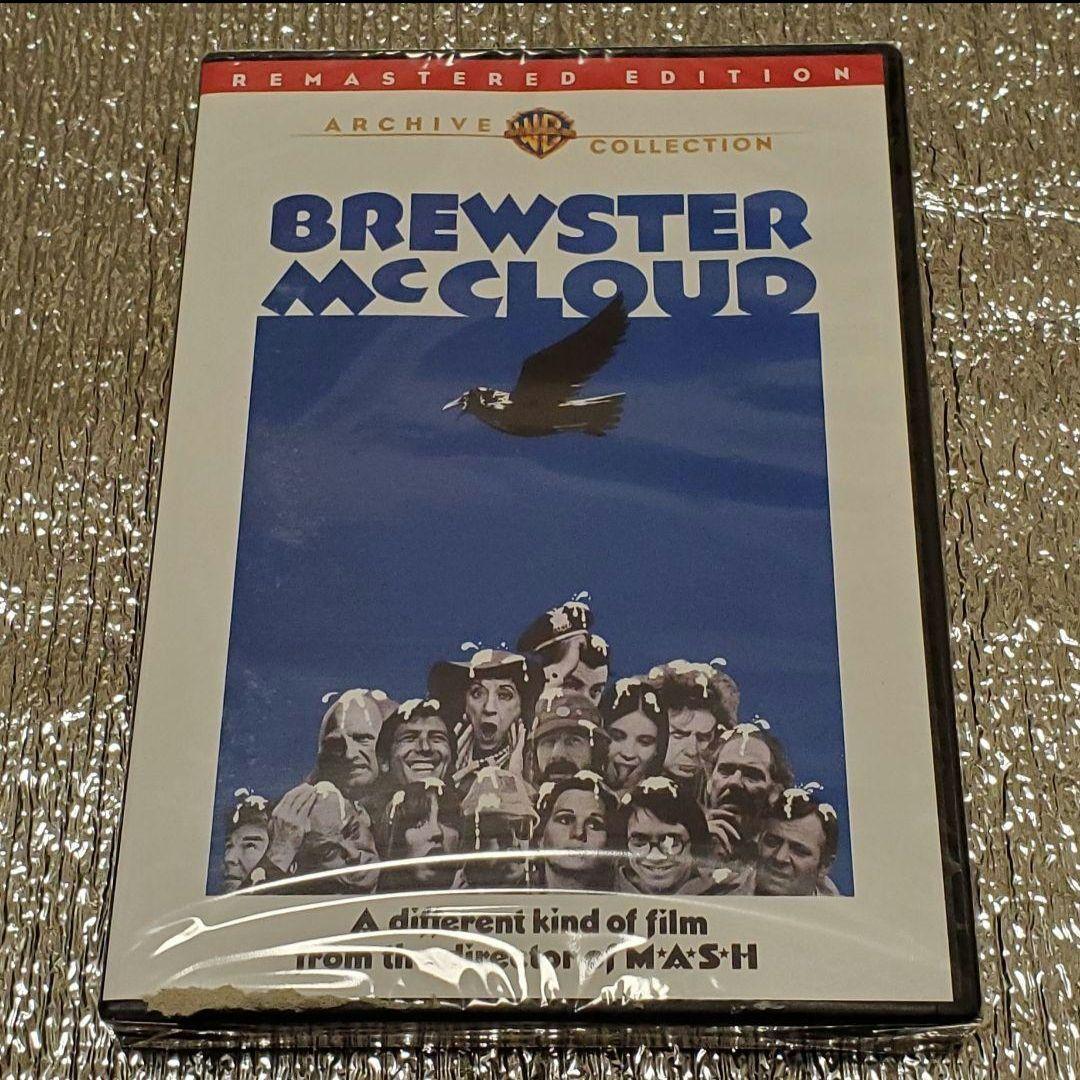 REMASTERED EDITION
ARCHIVE WB COLLECTION
BREWSTER
MCCLOUD
A different kind of film
from the director of M*A*S*H